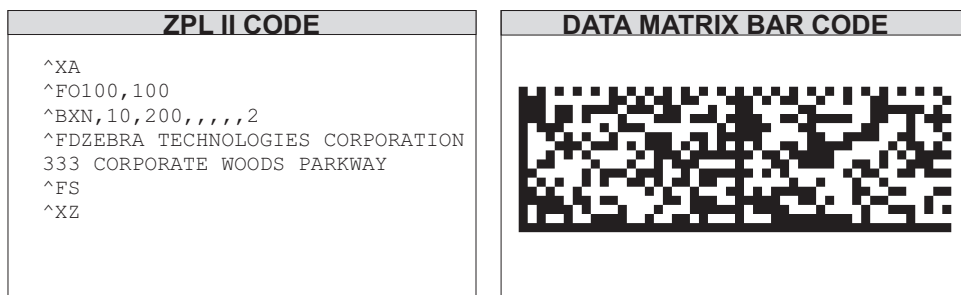 ZPL II CODE
^XA
^FO100,100
^BXN,10,200,,,,,2
^FDZEBRA TECHNOLOGIES CORPORATION
333 CORPORATE WOODS PARKWAY
^FS
^XZ
DATA MATRIX BAR CODE